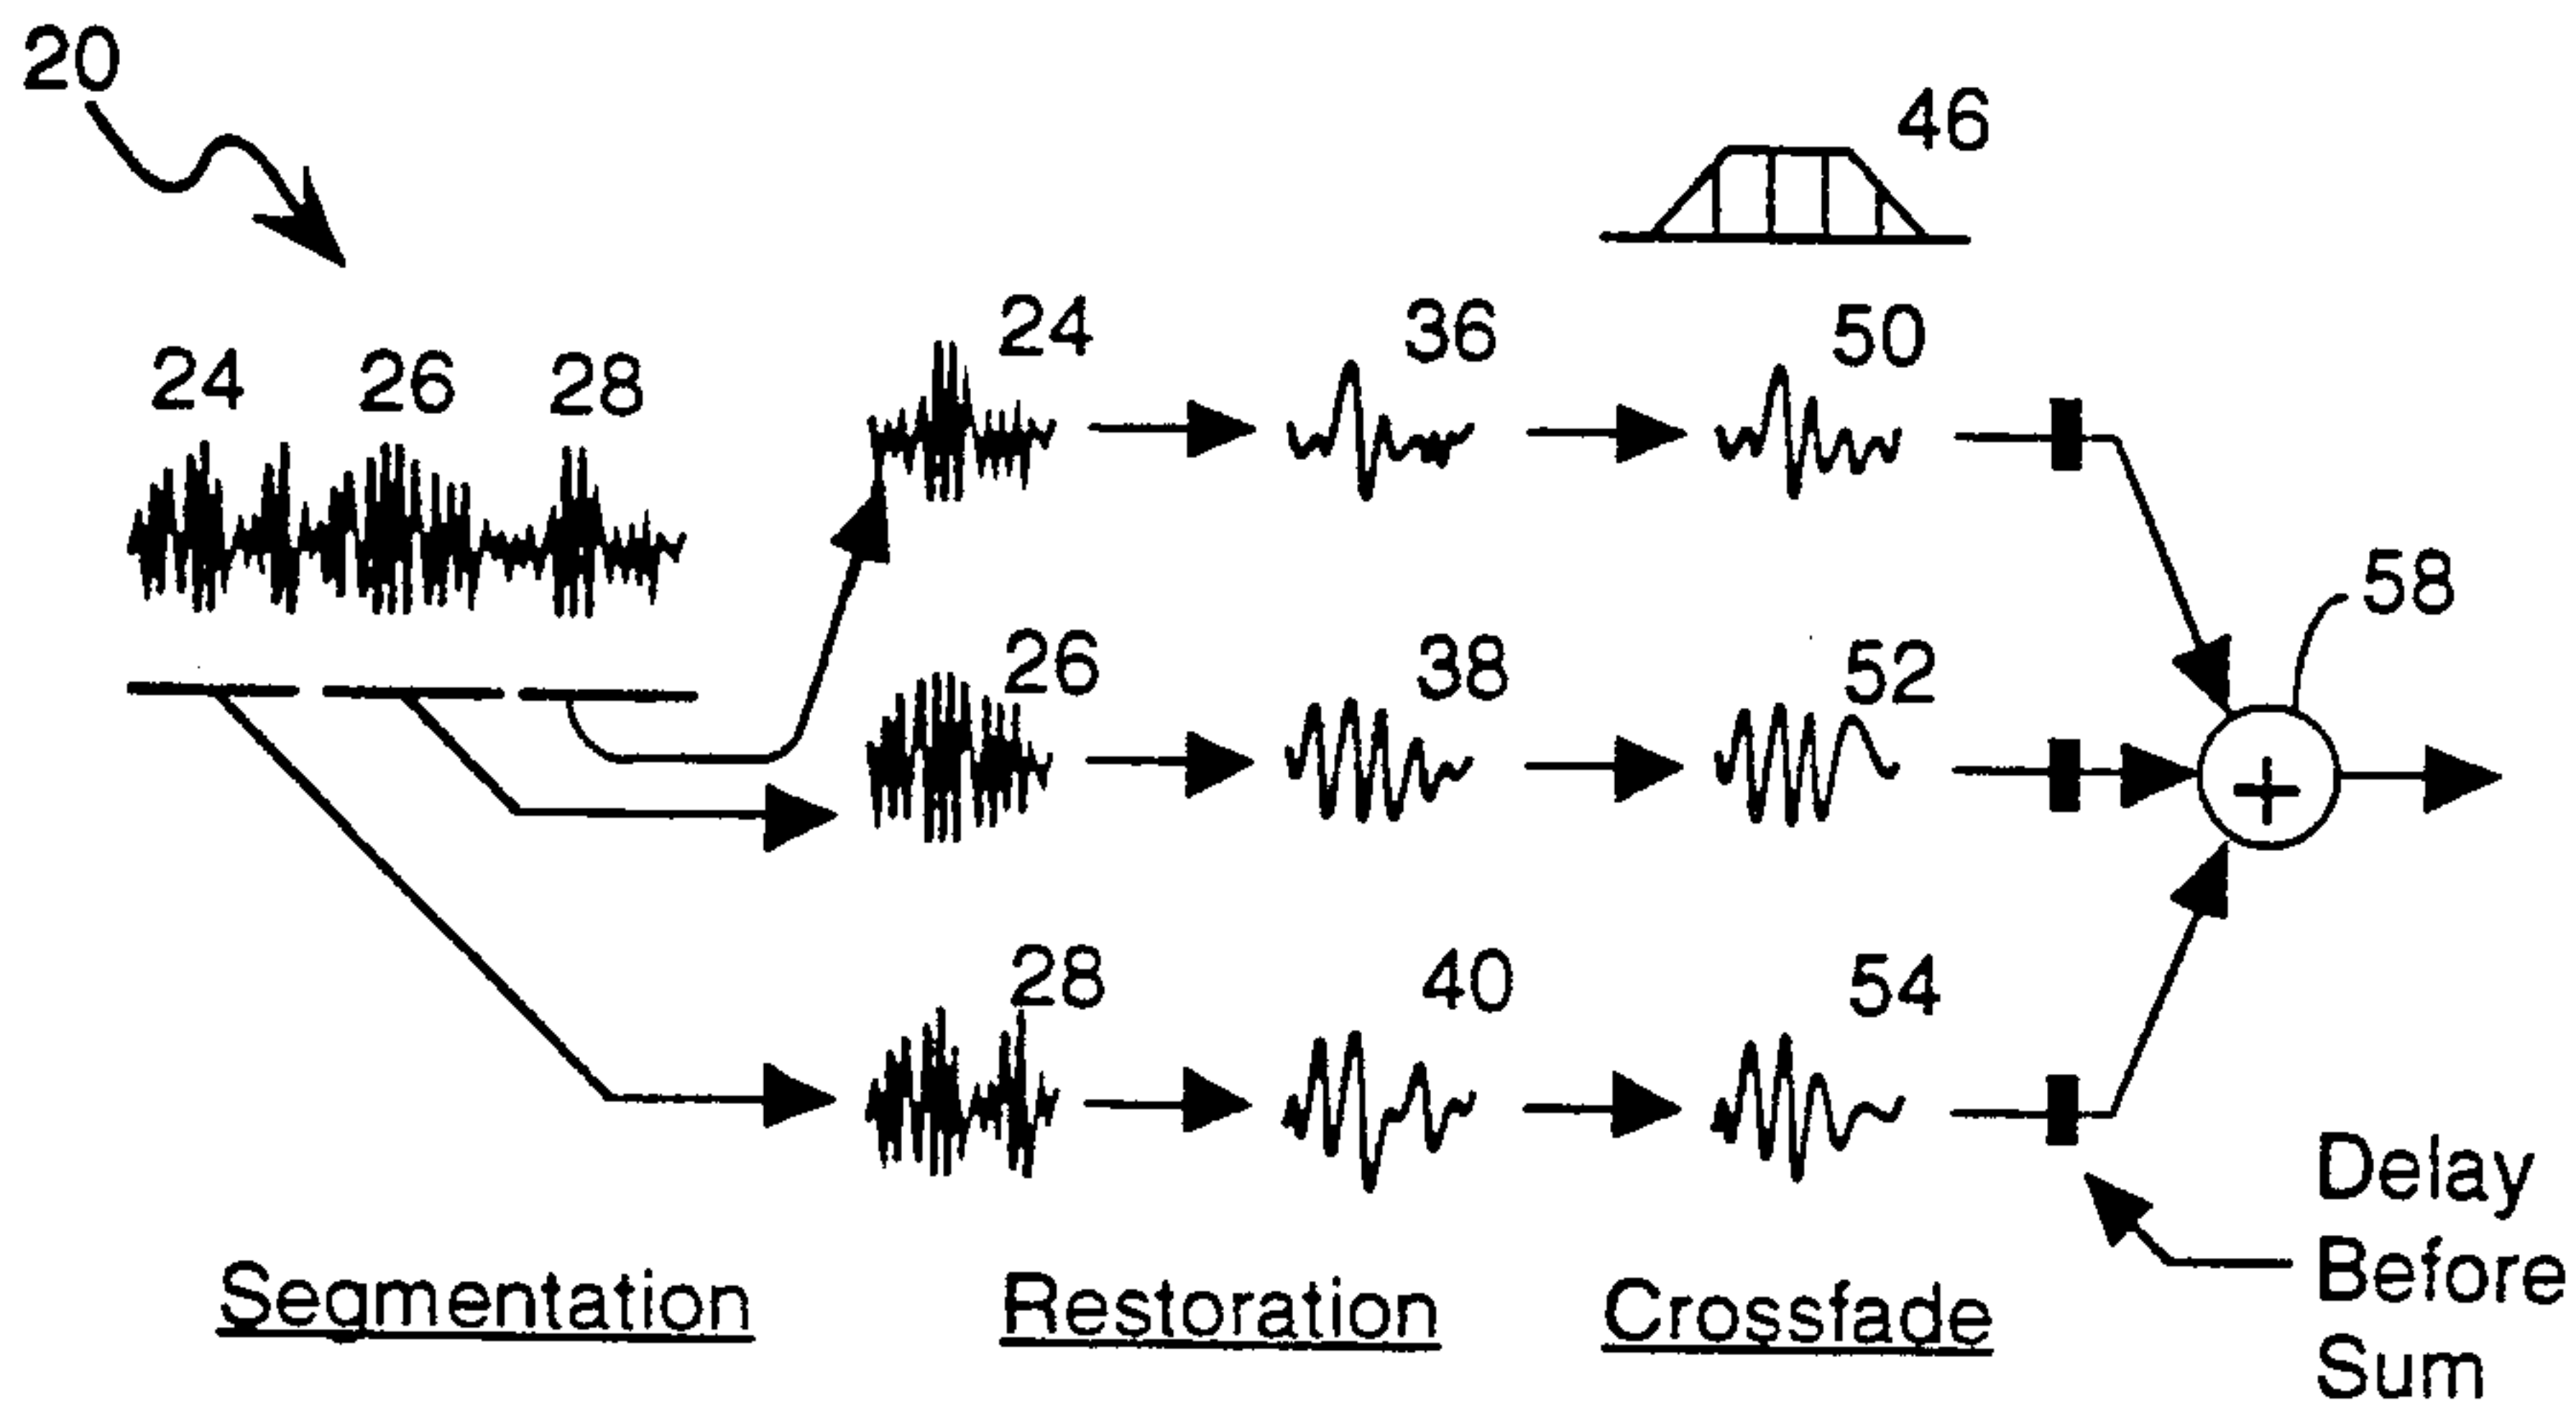 20
46
24
36
50
24 26 28
58
26
38
52
28
40
54
Delay
Before
Sum
Segmentation
Restoration
Crossfade
+